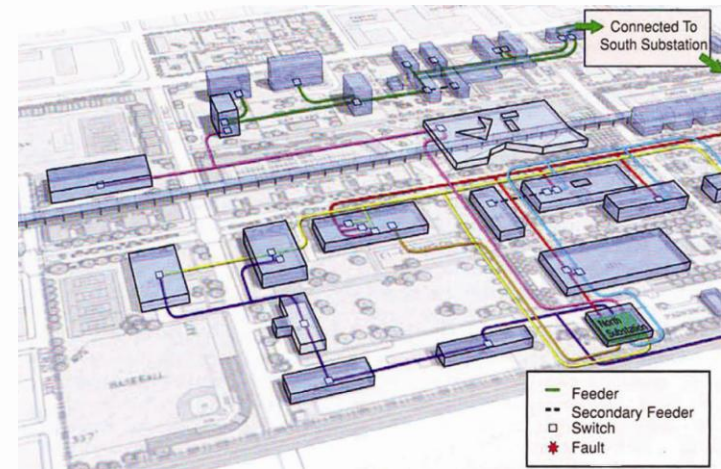 Connected To
South Substation
North
Substation
BASEBALL
Feeder
Secondary Feeder
Switch
Fault